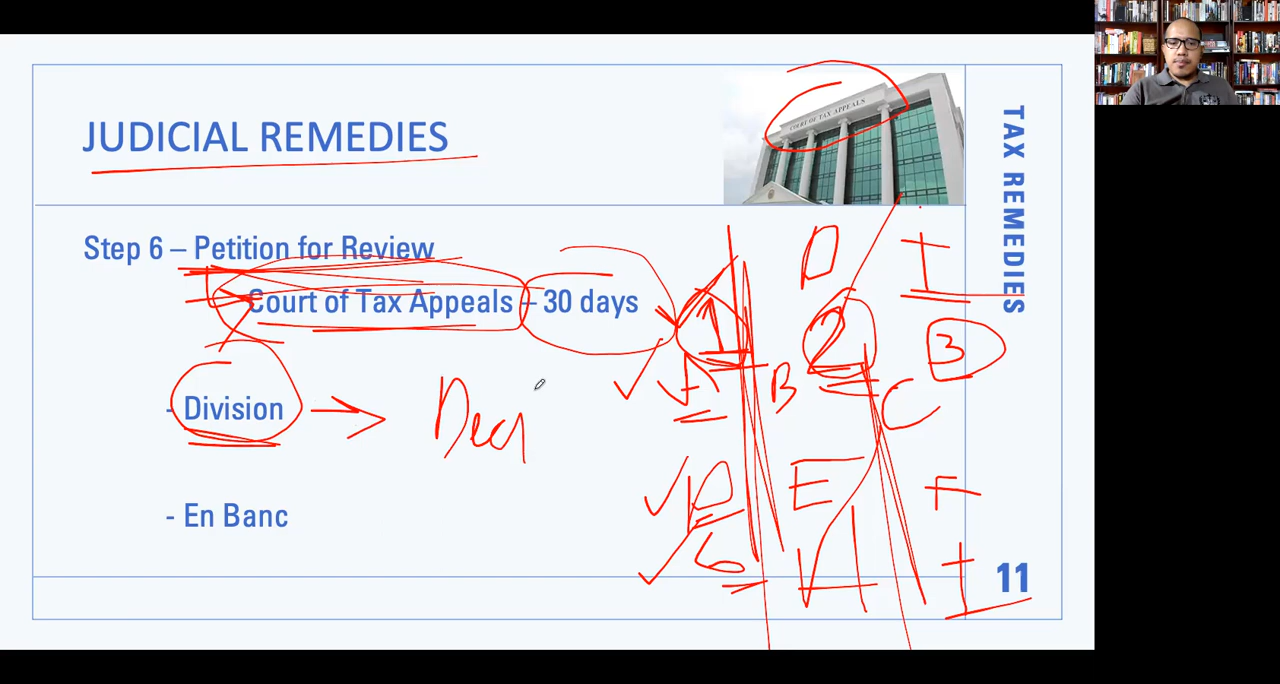 COURT OF TAX APPEALS
JUDICIAL REMEDIES
TAX REMEDIES
Step 6 – Petition for Review
Court of Tax Appeals – 30 days
- Division
- En Banc
1 2 3
A B C
D E F
G H I
11